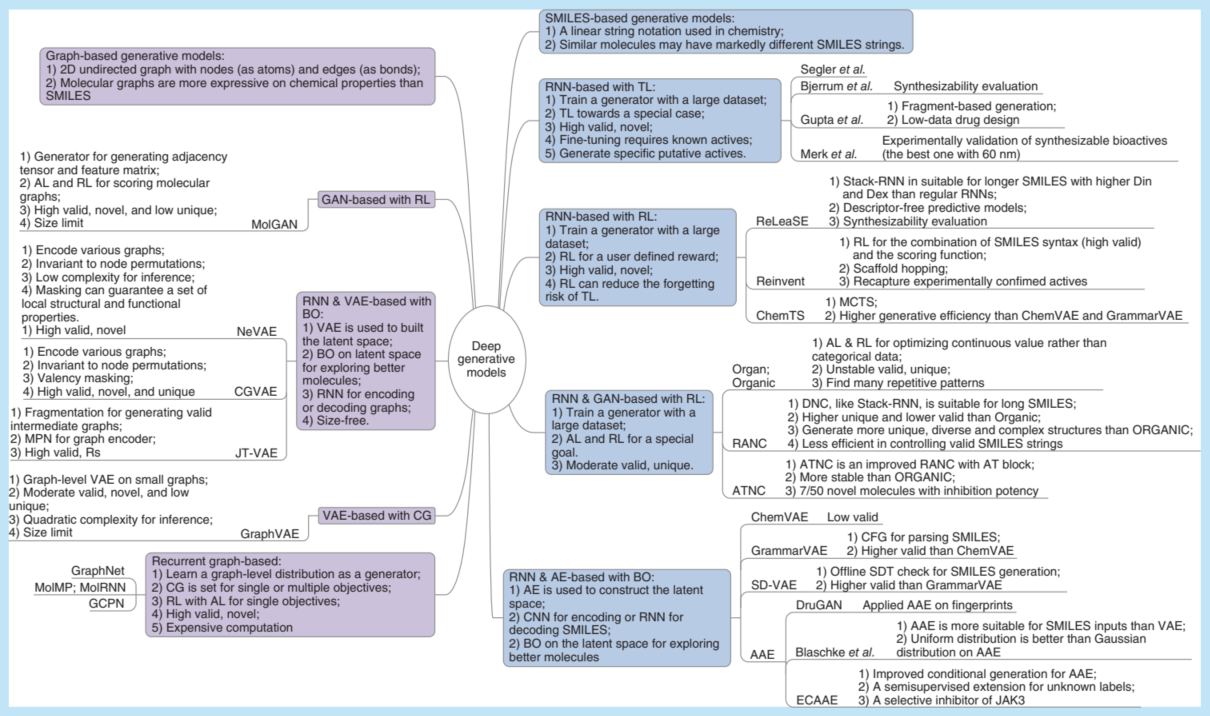 SMILES-based generative models:
1) A linear string notation used in chemistry;
2) Similar molecules may have markedly different SMILES strings.
Graph-based generative models:
1) 2D undirected graph with nodes (as atoms) and edges (as bonds);
2) Molecular graphs are more expressive on chemical properties than
SMILES
1) Generator for generating adjacency
tensor and feature matrix;
2) AL and RL for scoring molecular
graphs;
3) High valid, novel, and low unique;
4) Size limit
MolGAN
GAN-based with RL
1) Encode various graphs;
2) Invariant to node permutations;
3) Low complexity for inference;
4) Masking can guarantee a set of
local structural and functional
properties.
1) High valid, novel
NeVAE
1) Encode various graphs;
2) Invariant to node permutations;
3) Valency masking;
4) High valid, novel, and unique
CGVAE
1) Fragmentation for generating valid
intermediate graphs;
2) MPN for graph encoder;
3) High valid, Rs
JT-VAE
RNN & VAE-based with
BO:
1) VAE is used to built
the latent space;
2) BO on latent space
for exploring better
molecules;
3) RNN for encoding
or decoding graphs;
4) Size-free.
1) Graph-level VAE on small graphs;
2) Moderate valid, novel, and low
unique;
3) Quadratic complexity for inference;
4) Size limit
GraphVAE
VAE-based with CG
GraphNet
MolMP; MolRNN
GCPN
Recurrent graph-based:
1) Learn a graph-level distribution as a generator;
2) CG is set for single or multiple objectives;
3) RL with AL for single objectives;
4) High valid, novel;
5) Expensive computation
Deep
generative
models
RNN-based with TL:
1) Train a generator with a large dataset;
2) TL towards a special case;
3) High valid, novel;
4) Fine-tuning requires known actives;
5) Generate specific putative actives.
Segler et al.
Bjerrum et al. Synthesizability evaluation
1) Fragment-based generation;
Gupta et al. 2) Low-data drug design
Experimentally validation of synthesizable bioactives
Merk et al. (the best one with 60 nm)
RNN-based with RL:
1) Train a generator with a large
dataset;
2) RL for a user defined reward;
3) High valid, novel;
4) RL can reduce the forgetting
risk of TL.
1) Stack-RNN in suitable for longer SMILES with higher Din
and Dex than regular RNNs;
2) Descriptor-free predictive models;
ReLeaSE 3) Synthesizability evaluation
1) RL for the combination of SMILES syntax (high valid)
and the scoring function;
2) Scaffold hopping;
Reinvent 3) Recapture experimentally confimed actives
1) MCTS;
ChemTS 2) Higher generative efficiency than ChemVAE and GrammarVAE
RNN & GAN-based with RL:
1) Train a generator with a
large dataset;
2) AL and RL for a special
goal.
3) Moderate valid, unique.
1) AL & RL for optimizing continuous value rather than
categorical data;
Organ; 2) Unstable valid, unique;
Organic 3) Find many repetitive patterns
1) DNC, like Stack-RNN, is suitable for long SMILES;
2) Higher unique and lower valid than Organic;
3) Generate more unique, diverse and complex structures than ORGANIC;
RANC 4) Less efficient in controlling valid SMILES strings
1) ATNC is an improved RANC with AT block;
2) More stable than ORGANIC;
ATNC 3) 7/50 novel molecules with inhibition potency
RNN & AE-based with BO:
1) AE is used to construct the latent
space;
2) CNN for encoding or RNN for
decoding SMILES;
2) BO on the latent space for exploring
better molecules
ChemVAE Low valid
1) CFG for parsing SMILES;
GrammarVAE 2) Higher valid than ChemVAE
1) Offline SDT check for SMILES generation;
SD-VAE 2) Higher valid than GrammarVAE
AAE
DruGAN Applied AAE on fingerprints
1) AAE is more suitable for SMILES inputs than VAE;
2) Uniform distribution is better than Gaussian
Blaschke et al. distribution on AAE
1) Improved conditional generation for AAE;
2) A semisupervised extension for unknown labels;
ECAAE 3) A selective inhibitor of JAK3